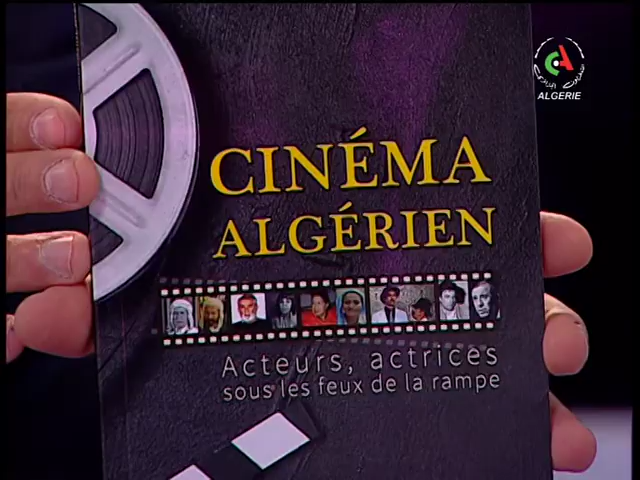 CINÉMA
ALGÉRIEN
Acteurs, actrices
sous les feux de la rampe
ALGERIE